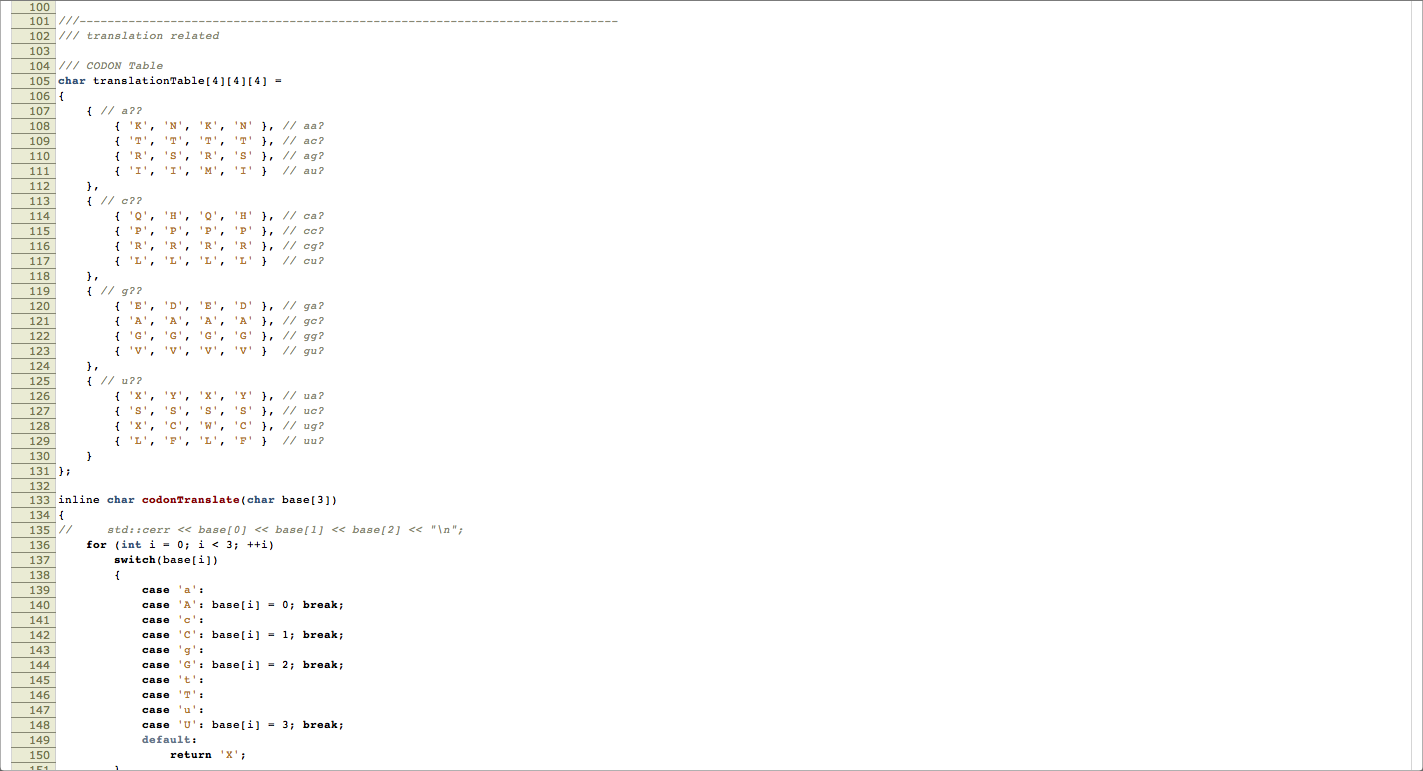 100
101 ///-----------------------------------------------------------------------------
102 /// translation related
103
104 /// CODON Table
105 char translationTable[4][4][4] =
106 {
107     { // a??
108         { 'K', 'N', 'K', 'N' }, // aa?
109         { 'T', 'T', 'T', 'T' }, // ac?
110         { 'R', 'S', 'R', 'S' }, // ag?
111         { 'I', 'I', 'M', 'I' }  // au?
112     },
113     { // c??
114         { 'Q', 'H', 'Q', 'H' }, // ca?
115         { 'P', 'P', 'P', 'P' }, // cc?
116         { 'R', 'R', 'R', 'R' }, // cg?
117         { 'L', 'L', 'L', 'L' }  // cu?
118     },
119     { // g??
120         { 'E', 'D', 'E', 'D' }, // ga?
121         { 'A', 'A', 'A', 'A' }, // gc?
122         { 'G', 'G', 'G', 'G' }, // gg?
123         { 'V', 'V', 'V', 'V' }  // gu?
124     },
125     { // u??
126         { 'X', 'Y', 'X', 'Y' }, // ua?
127         { 'S', 'S', 'S', 'S' }, // uc?
128         { 'X', 'C', 'W', 'C' }, // ug?
129         { 'L', 'F', 'L', 'F' }  // uu?
130     }
131 };
132
133 inline char codonTranslate(char base[3])
134 {
135 //     std::cerr << base[0] << base[1] << base[2] << "\n";
136     for (int i = 0; i < 3; ++i)
137         switch(base[i])
138         {
139             case 'a':
140             case 'A': base[i] = 0; break;
141             case 'c':
142             case 'C': base[i] = 1; break;
143             case 'g':
144             case 'G': base[i] = 2; break;
145             case 't':
146             case 'T':
147             case 'u':
148             case 'U': base[i] = 3; break;
149             default:
150                 return 'X';
151         }